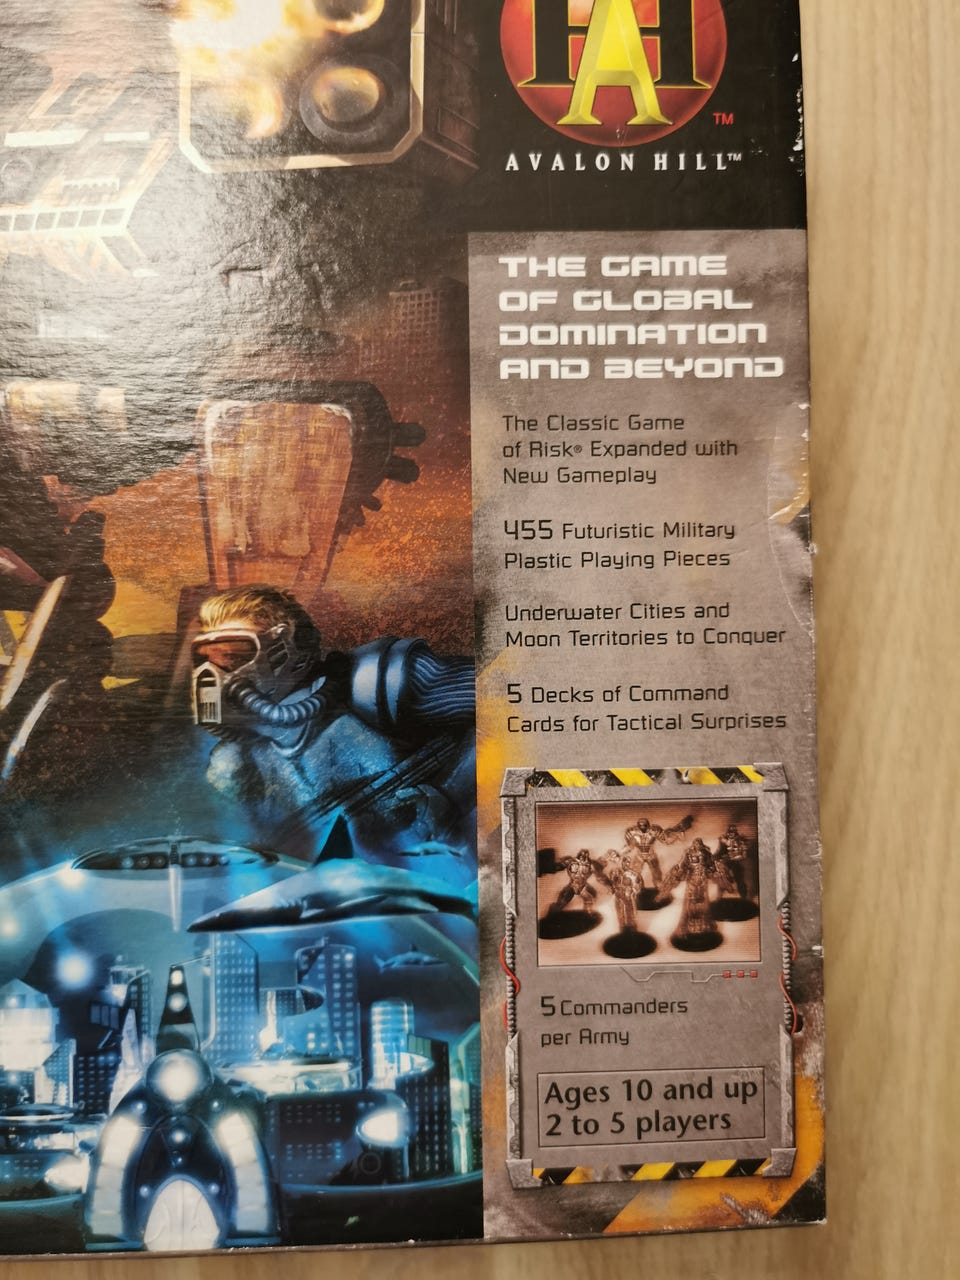 HA
™
AVALON HILL™
THE GAME
OF GLOBAL
DOMINATION
AND BEYOND
The Classic Game
of Risk® Expanded with
New Gameplay
455 Futuristic Military
Plastic Playing Pieces
Underwater Cities and
Moon Territories to Conquer
5 Decks of Command
Cards for Tactical Surprises
5 Commanders
per Army
Ages 10 and up
2 to 5 players